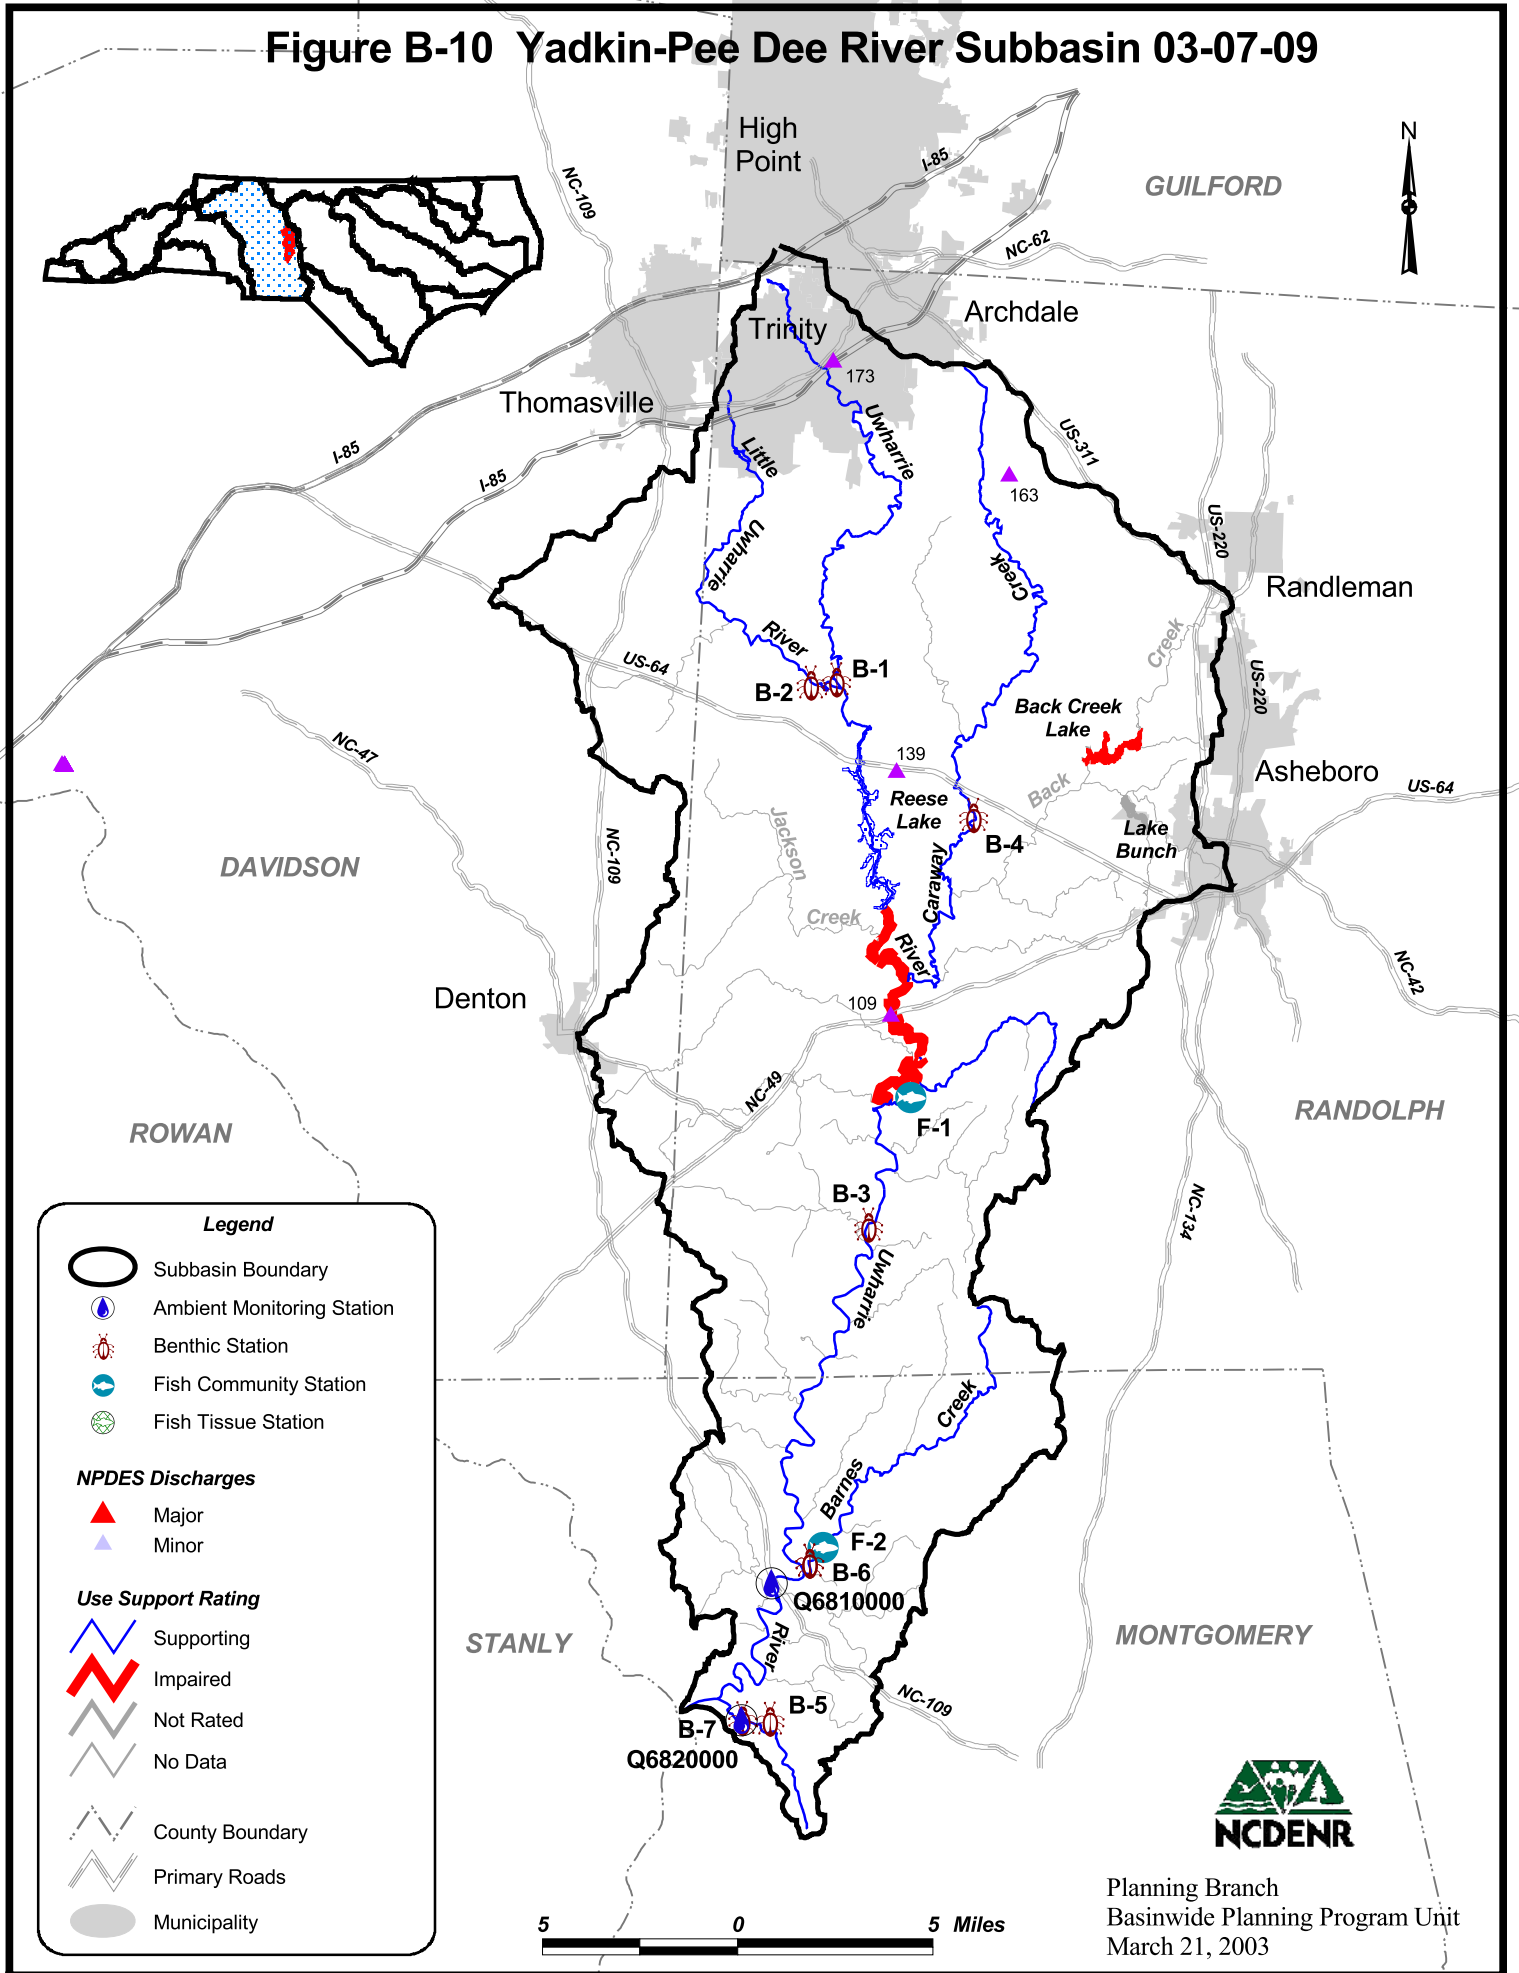 Figure B-10  Yadkin-Pee Dee River Subbasin 03-07-09
High
Point
N
I-85
GUILFORD
NC-109
NC-62
Archdale
Trinity
173
Thomasville
Uwharrie
Little
US-311
I-85
I-85
163
US-220
Uwharrie
Creek
Randleman
River
Creek
US-64
B-1
B-2
US-220
Back Creek
Lake
NC-47
139
Asheboro
Back
US-64
Reese
Lake
Jackson
Lake
Bunch
B-4
NC-109
DAVIDSON
Caraway
Creek
River
NC-42
Denton
109
NC-49
RANDOLPH
F-1
ROWAN
B-3
NC-134
Uwharrie
Creek
Barnes
F-2
B-6
Q6810000
STANLY
River
MONTGOMERY
B-5
NC-109
B-7
Q6820000
Legend
Subbasin Boundary
Ambient Monitoring Station
Benthic Station
Fish Community Station
Fish Tissue Station
NPDES Discharges
Major
Minor
Use Support Rating
Supporting
Impaired
Not Rated
No Data
County Boundary
Primary Roads
Municipality
5 0 5 Miles
NCDENR
Planning Branch
Basinwide Planning Program Unit
March 21, 2003